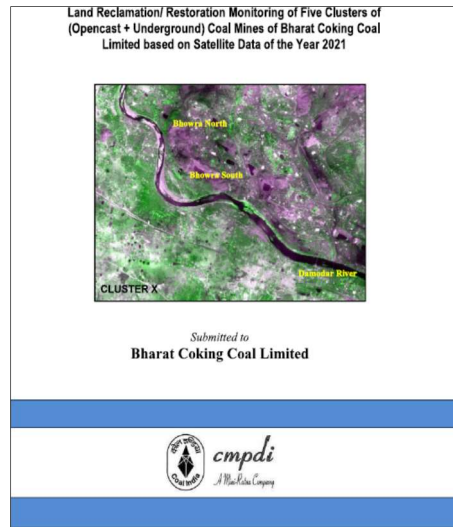 Land Reclamation/ Restoration Monitoring of Five Clusters of
(Opencast + Underground) Coal Mines of Bharat Coking Coal
Limited based on Satellite Data of the Year 2021
Bhowra North
Bhowra South
Damodar River
CLUSTER X
Submitted to
Bharat Coking Coal Limited
cmpdi
A Mini-Ratna Company
Coal India